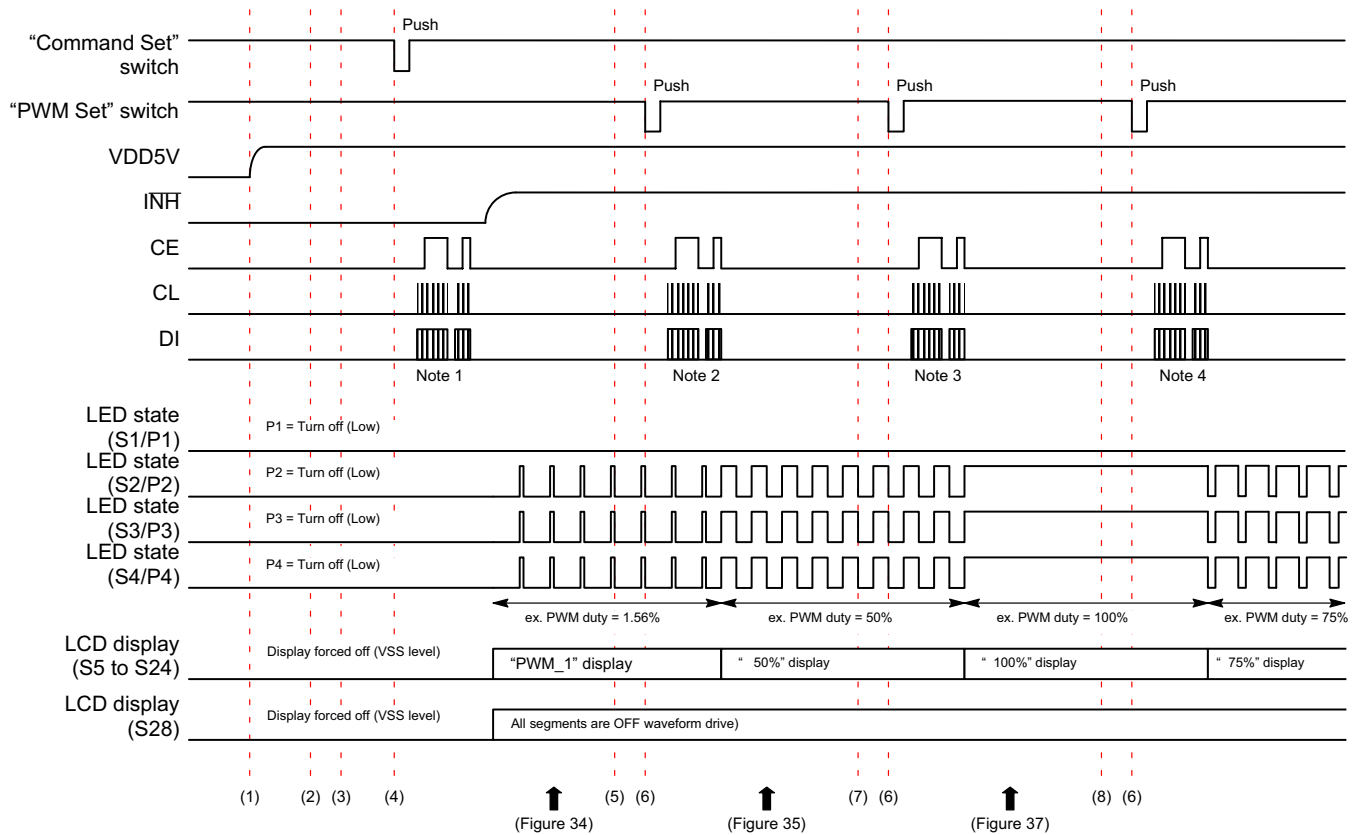 Push
“Command Set”
switch
Push Push Push
“PWM Set” switch
VDD5V
INH
CE
CL
DI
Note 1 Note 2 Note 3 Note 4
LED state
(S1/P1)
P1 = Turn off (Low)
LED state
(S2/P2)
P2 = Turn off (Low)
LED state
(S3/P3)
P3 = Turn off (Low)
LED state
(S4/P4)
P4 = Turn off (Low)
ex. PWM duty = 1.56% ex. PWM duty = 50% ex. PWM duty = 100% ex. PWM duty = 75%
LCD display
(S5 to S24)
Display forced off (VSS level) “PWM_1” display “ 50%” display “ 100%” display “ 75%” display
LCD display
(S28)
Display forced off (VSS level) All segments are OFF waveform drive)
(1) (2) (3) (4) (5) (6) (7) (6) (8) (6)
(Figure 34) (Figure 35) (Figure 37)